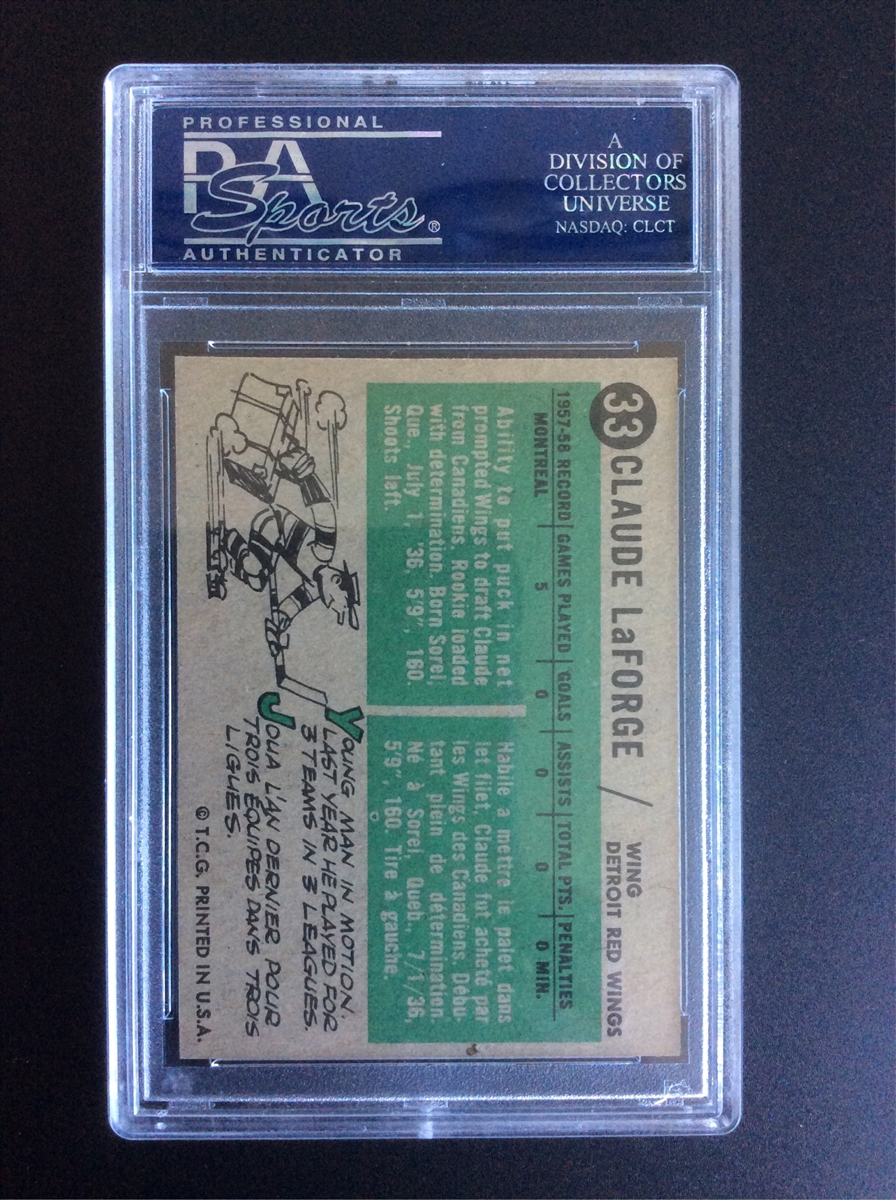 PROFESSIONAL
PSA
Sports®
AUTHENTICATOR
A
DIVISION OF
COLLECTORS
UNIVERSE
NASDAQ: CLCT
33 CLAUDE LaFORGE / WING
DETROIT RED WINGS
1957-58 RECORD | GAMES PLAYED | GOALS | ASSISTS | TOTAL PTS. | PENALTIES
MONTREAL 5 0 0 0 0 MIN.
Ability to put puck in net
prompted Wings to draft Claude
from Canadiens. Rookie loaded
with determination. Born Sorel,
Que., July 1, '36. 5'9", 160.
Shoots left.
Habile a mettre le palet dans
let filet, Claude fut acheté par
les Wings des Canadiens. Débu-
tant plein de détermination.
Né à Sorel, Queb., 7/1/36,
5'9", 160. Tire à gauche.
YOUNG MAN IN MOTION.
LAST YEAR HE PLAYED FOR
3 TEAMS IN 3 LEAGUES.
JOUA L'AN DERNIER POUR
TROIS ÉQUIPES DANS TROIS
LIGUES.
© T.C.G. PRINTED IN U.S.A.